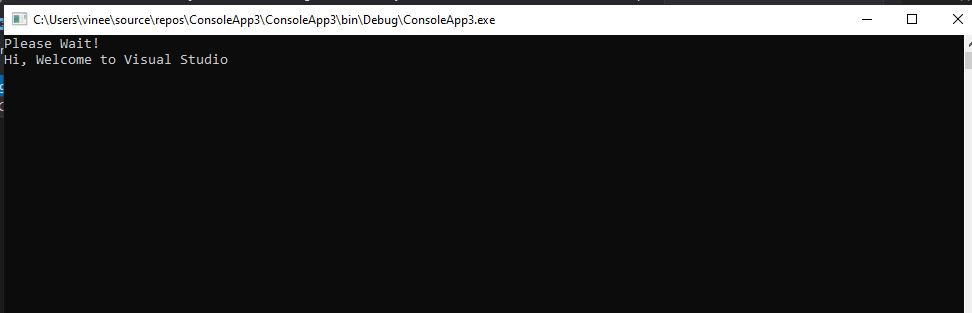 C:\Users\vinee\source\repos\ConsoleApp3\ConsoleApp3\bin\Debug\ConsoleApp3.exe
Please Wait!
Hi, Welcome to Visual Studio